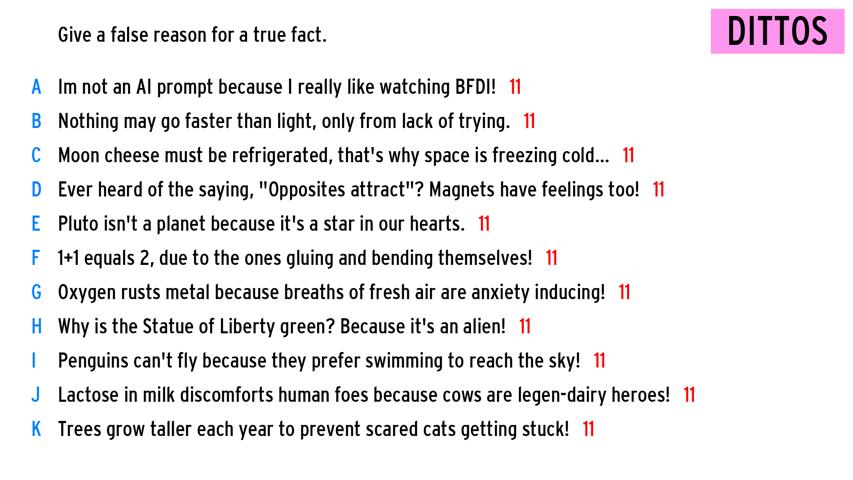 Give a false reason for a true fact.
DITTOS
A Im not an AI prompt because I really like watching BFDI! 11
B Nothing may go faster than light, only from lack of trying. 11
C Moon cheese must be refrigerated, that's why space is freezing cold... 11
D Ever heard of the saying, "Opposites attract"? Magnets have feelings too! 11
E Pluto isn't a planet because it's a star in our hearts. 11
F 1+1 equals 2, due to the ones gluing and bending themselves! 11
G Oxygen rusts metal because breaths of fresh air are anxiety inducing! 11
H Why is the Statue of Liberty green? Because it's an alien! 11
I Penguins can't fly because they prefer swimming to reach the sky! 11
J Lactose in milk discomforts human foes because cows are legen-dairy heroes! 11
K Trees grow taller each year to prevent scared cats getting stuck! 11